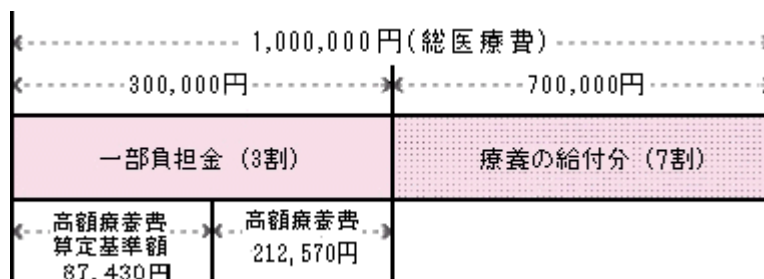 1,000,000円(総医療費)
300,000円
700,000円
一部負担金 (3割)
療養の給付分 (7割)
高額療養費
算定基準額
87,430円
高額療養費
212,570円